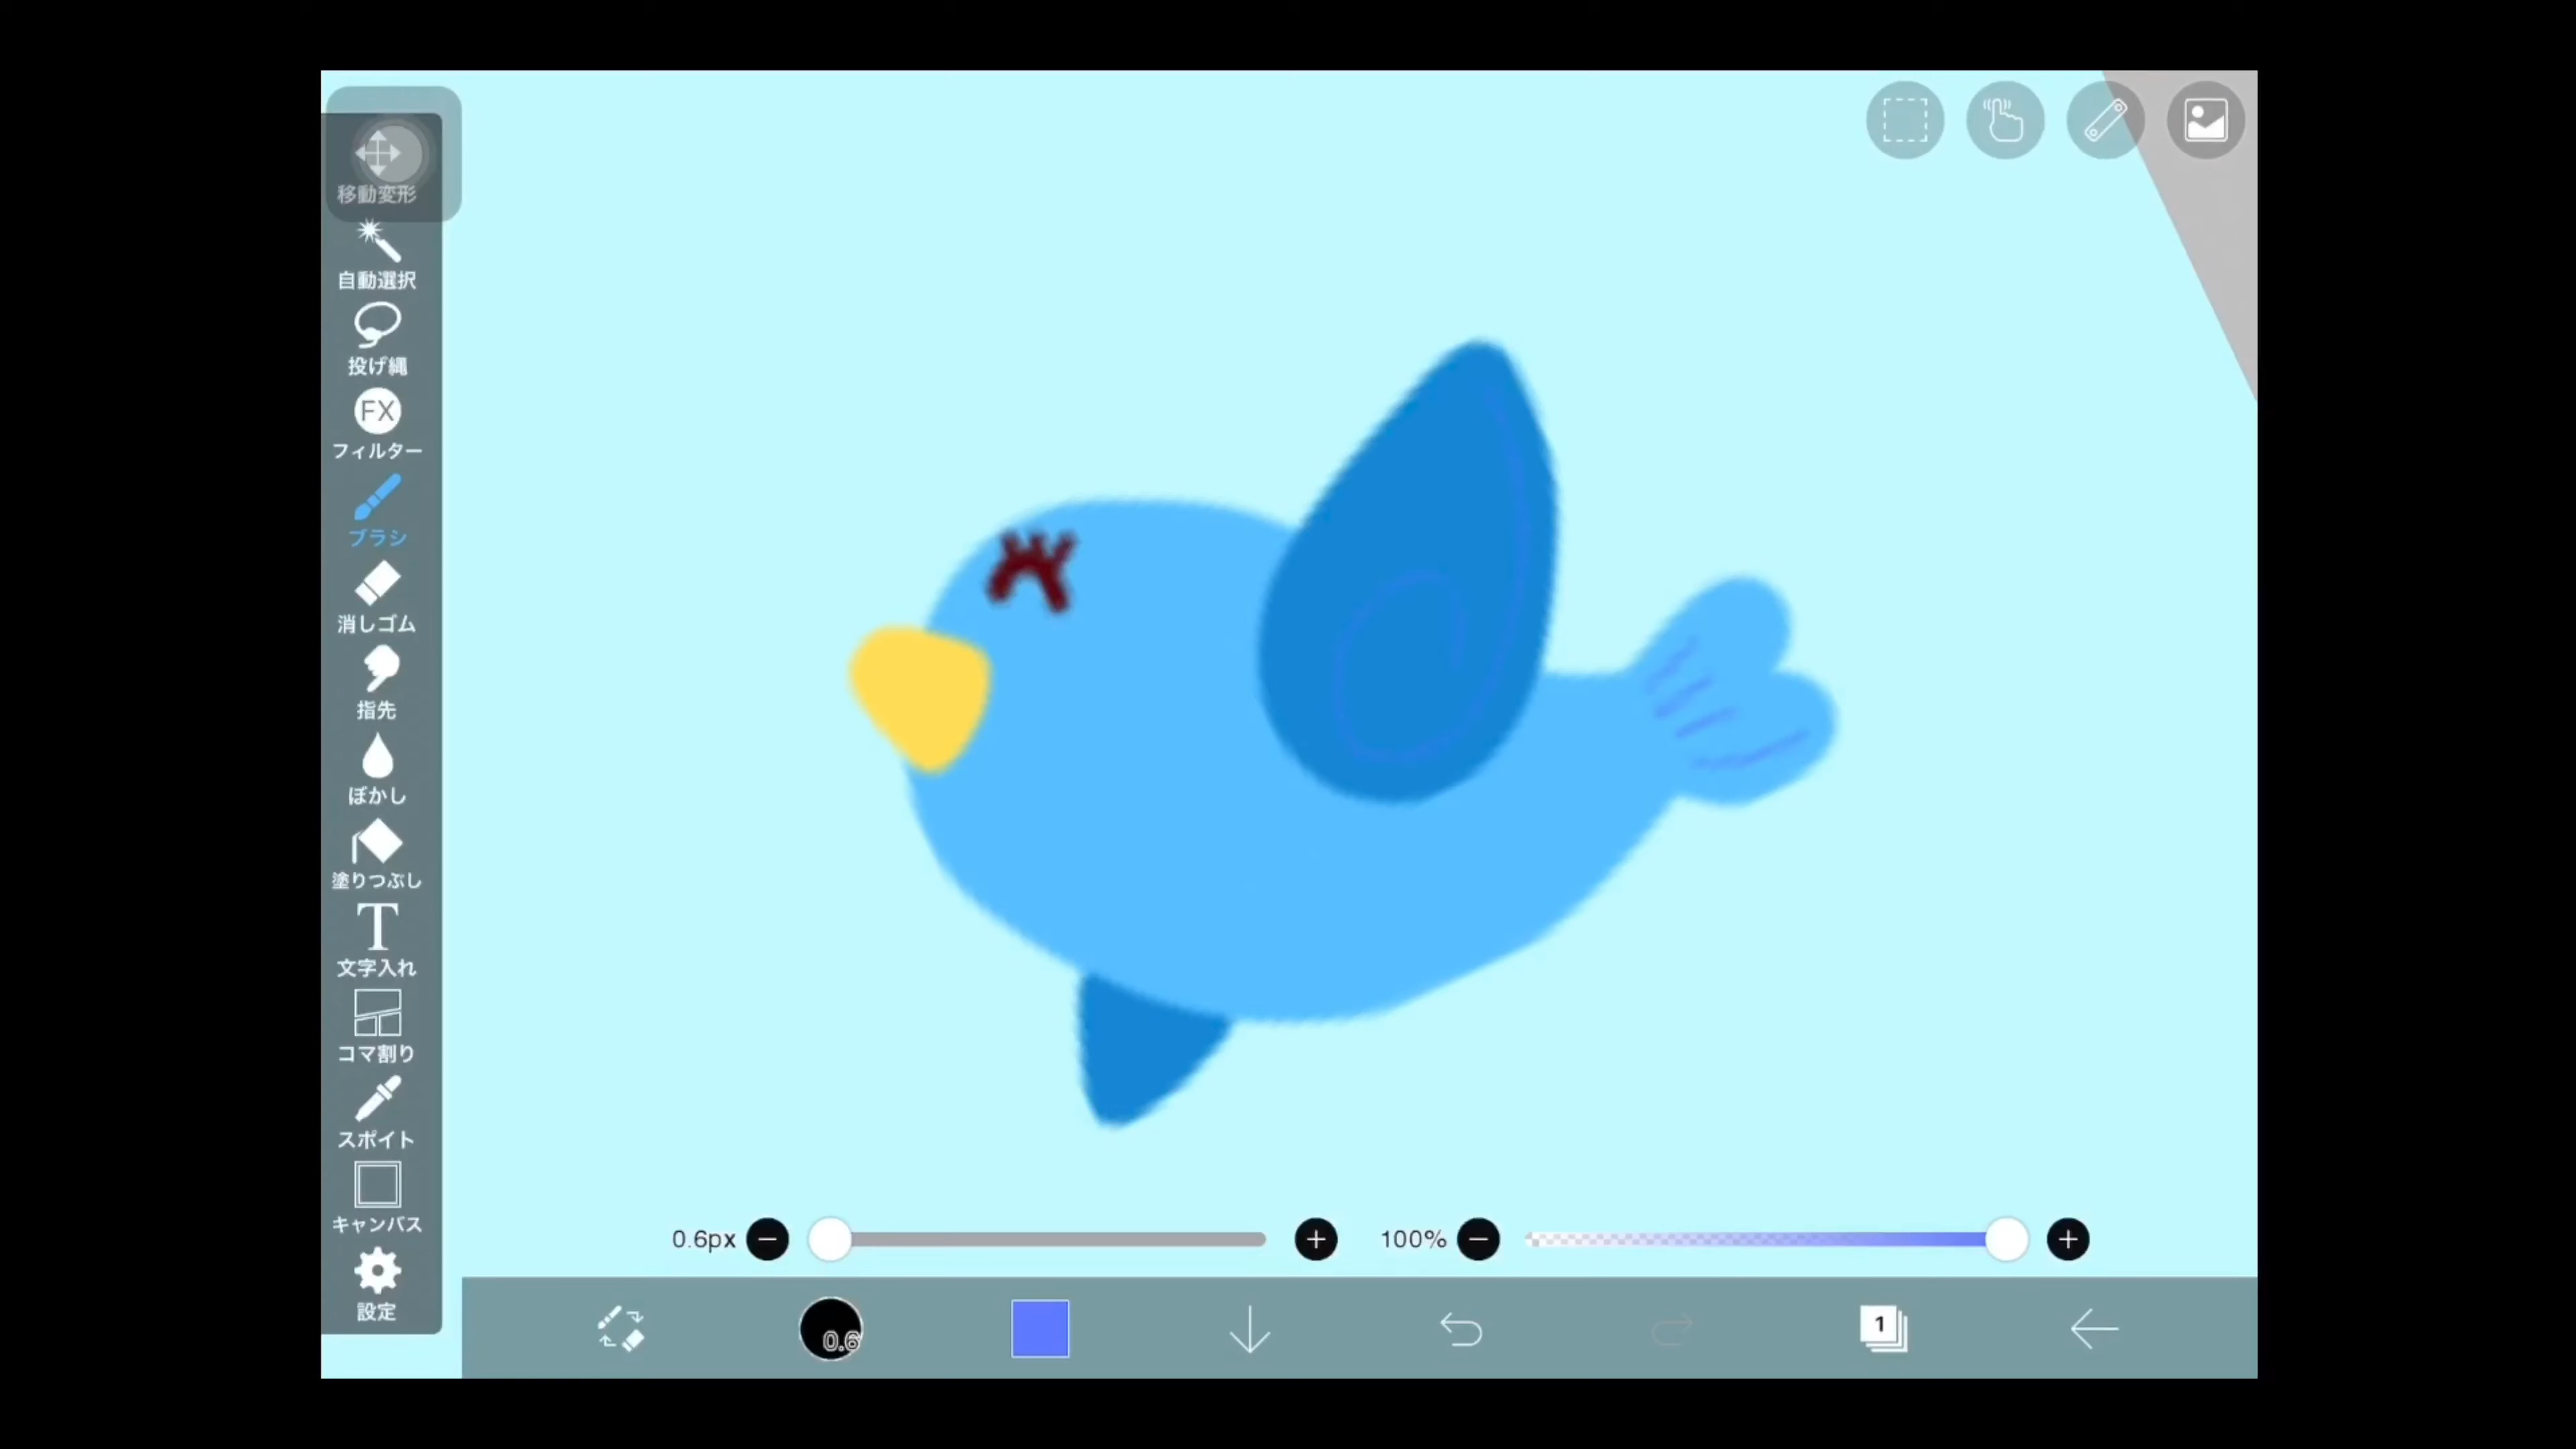 移動変形
自動選択
投げ縄
FX
フィルター
ブラシ
消しゴム
指先
ぼかし
塗りつぶし
T
文字入れ
コマ割り
スポイト
キャンバス
設定
0.6px
100%
0.6
1